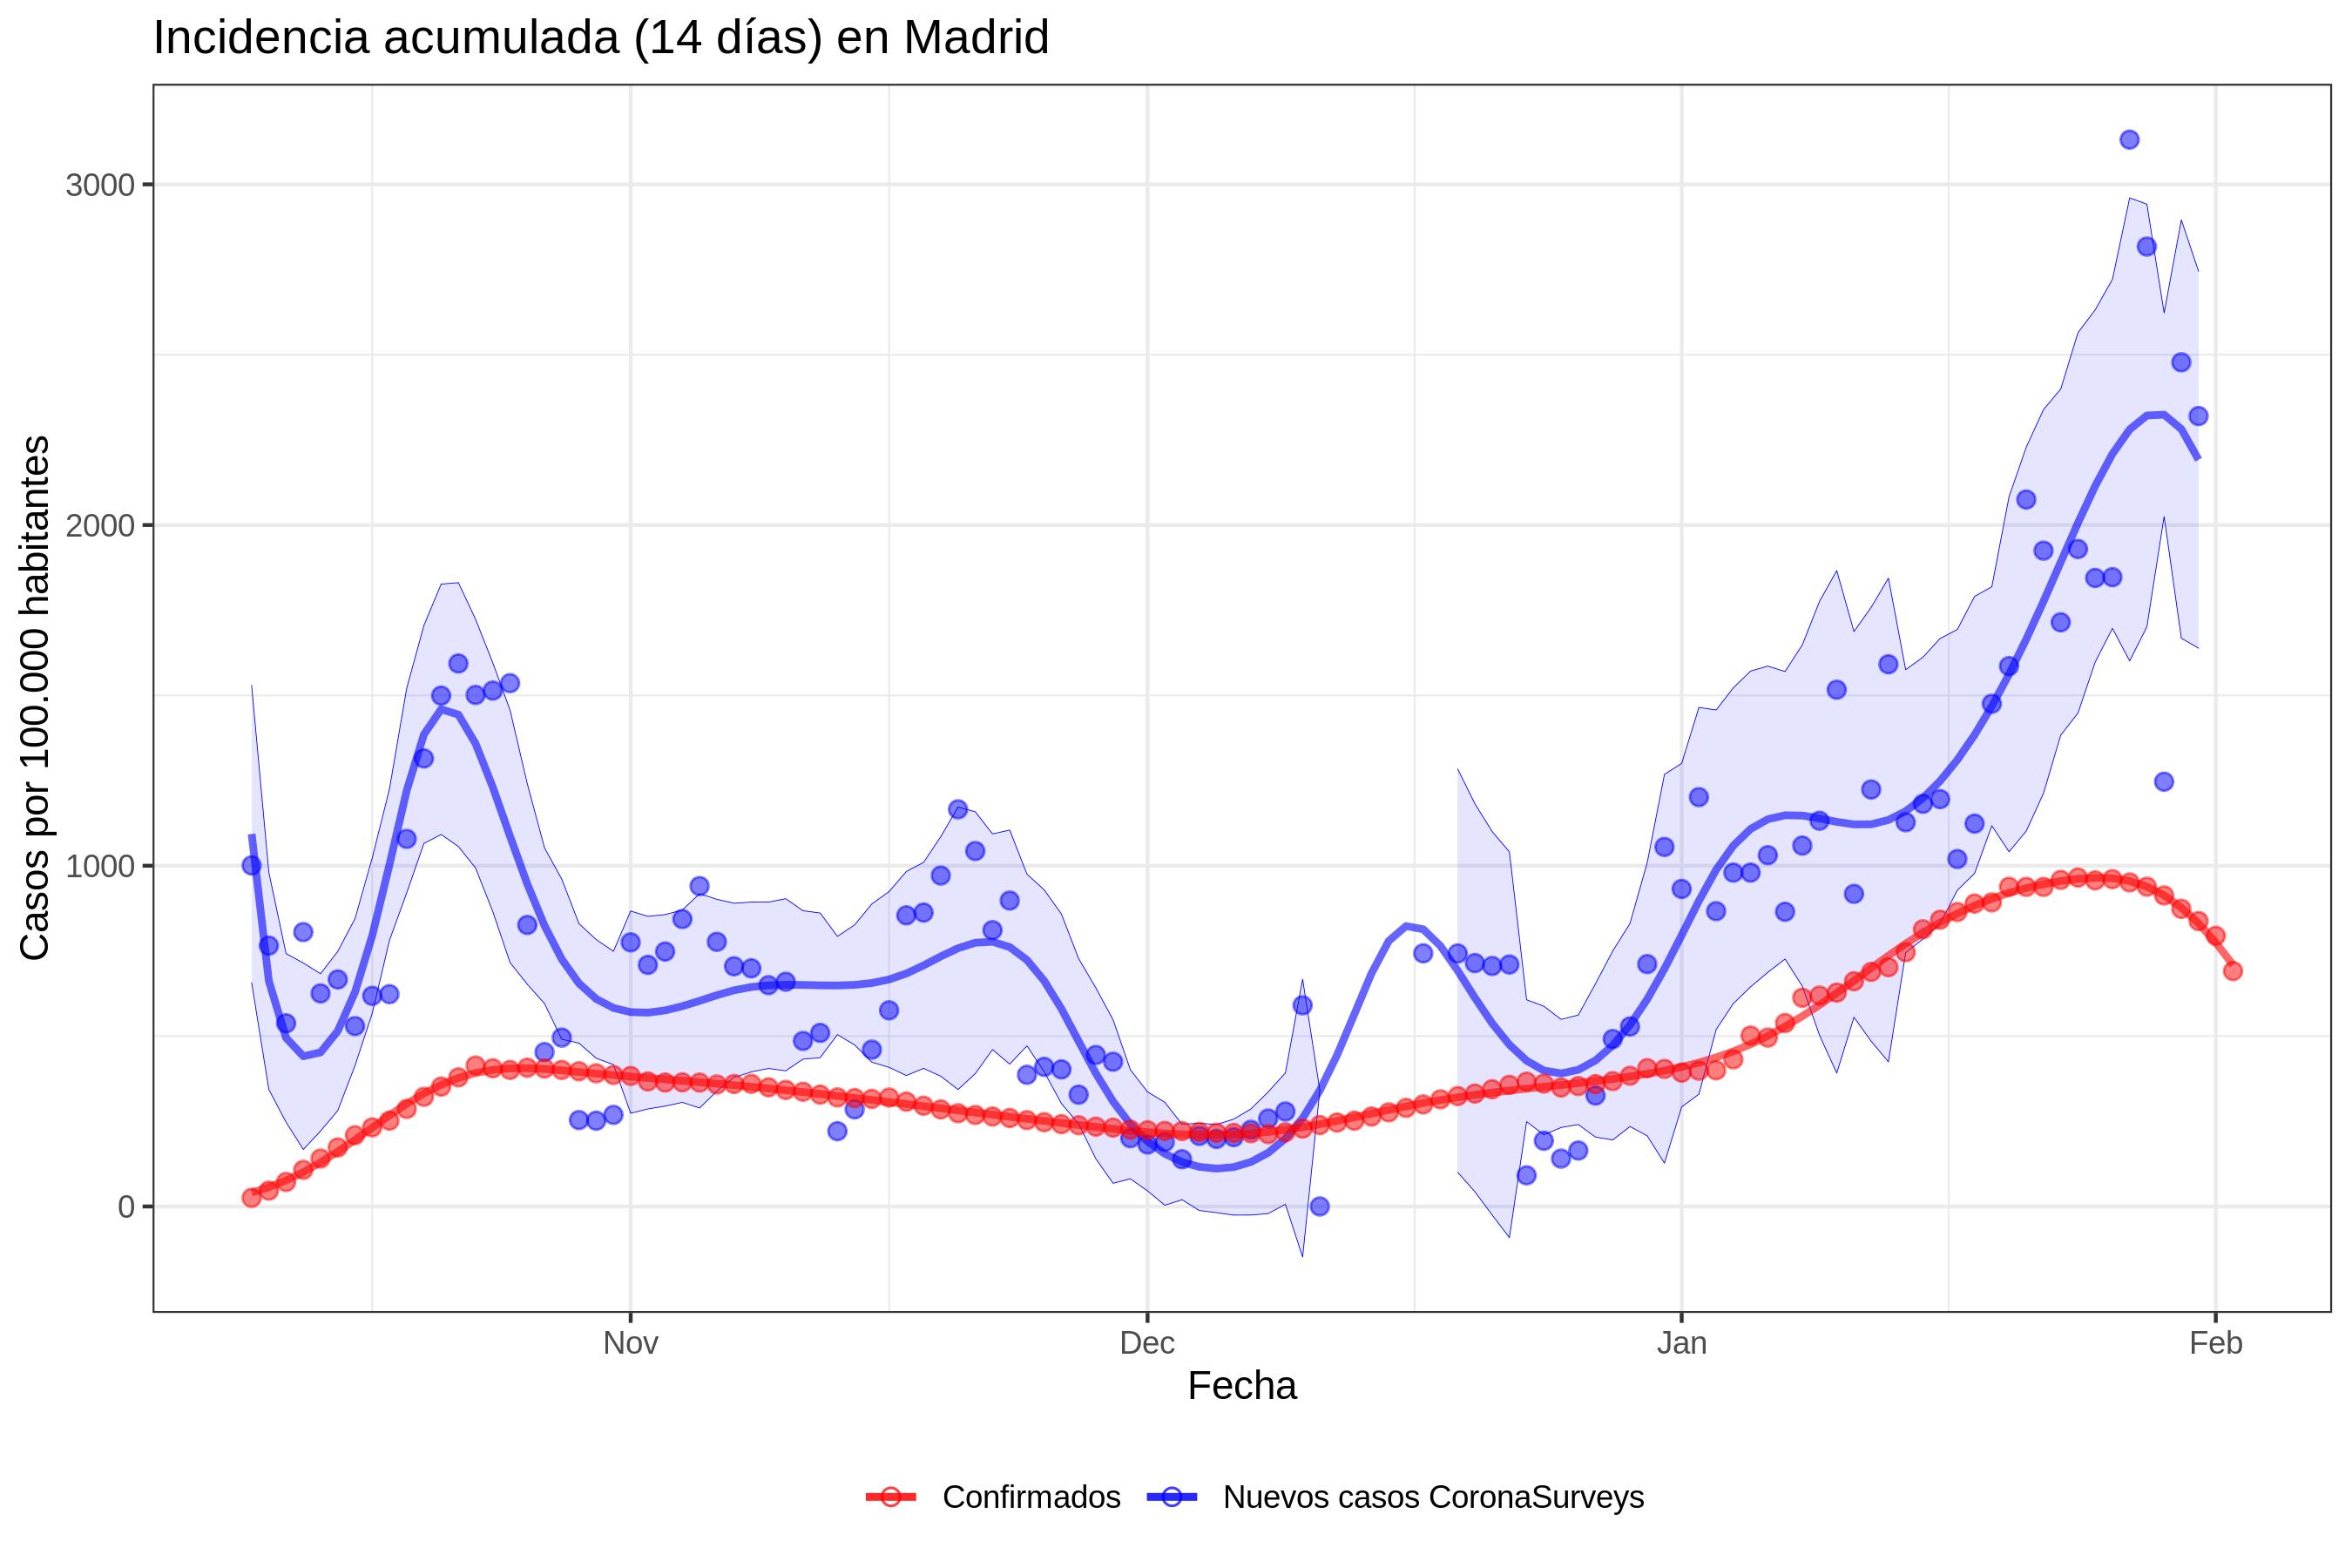 Incidencia acumulada (14 días) en Madrid
Casos por 100.000 habitantes
3000
2000
1000
0
Nov Dec Jan Feb
Fecha
Confirmados Nuevos casos CoronaSurveys